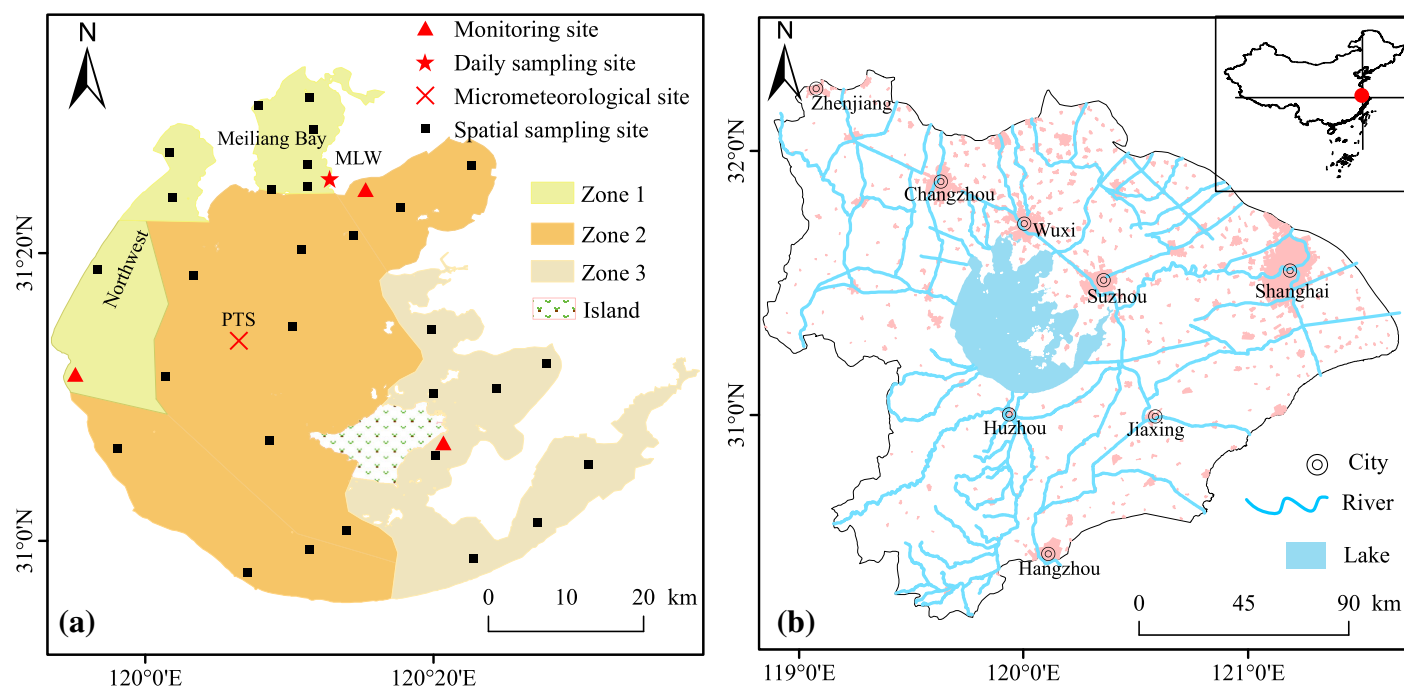 N
Monitoring site
Daily sampling site
Micrometeorological site
Spatial sampling site
Meiliang Bay
MLW
Zone 1
Zone 2
Zone 3
Island
Northwest
PTS
31°20'N
31°0'N
0 10 20 km
(a)
120°0'E 120°20'E
N
Zhenjiang
Changzhou
Wuxi
Suzhou
Shanghai
Huzhou
Jiaxing
Hangzhou
32°0'N
31°0'N
City
River
Lake
0 45 90 km
(b)
119°0'E 120°0'E 121°0'E